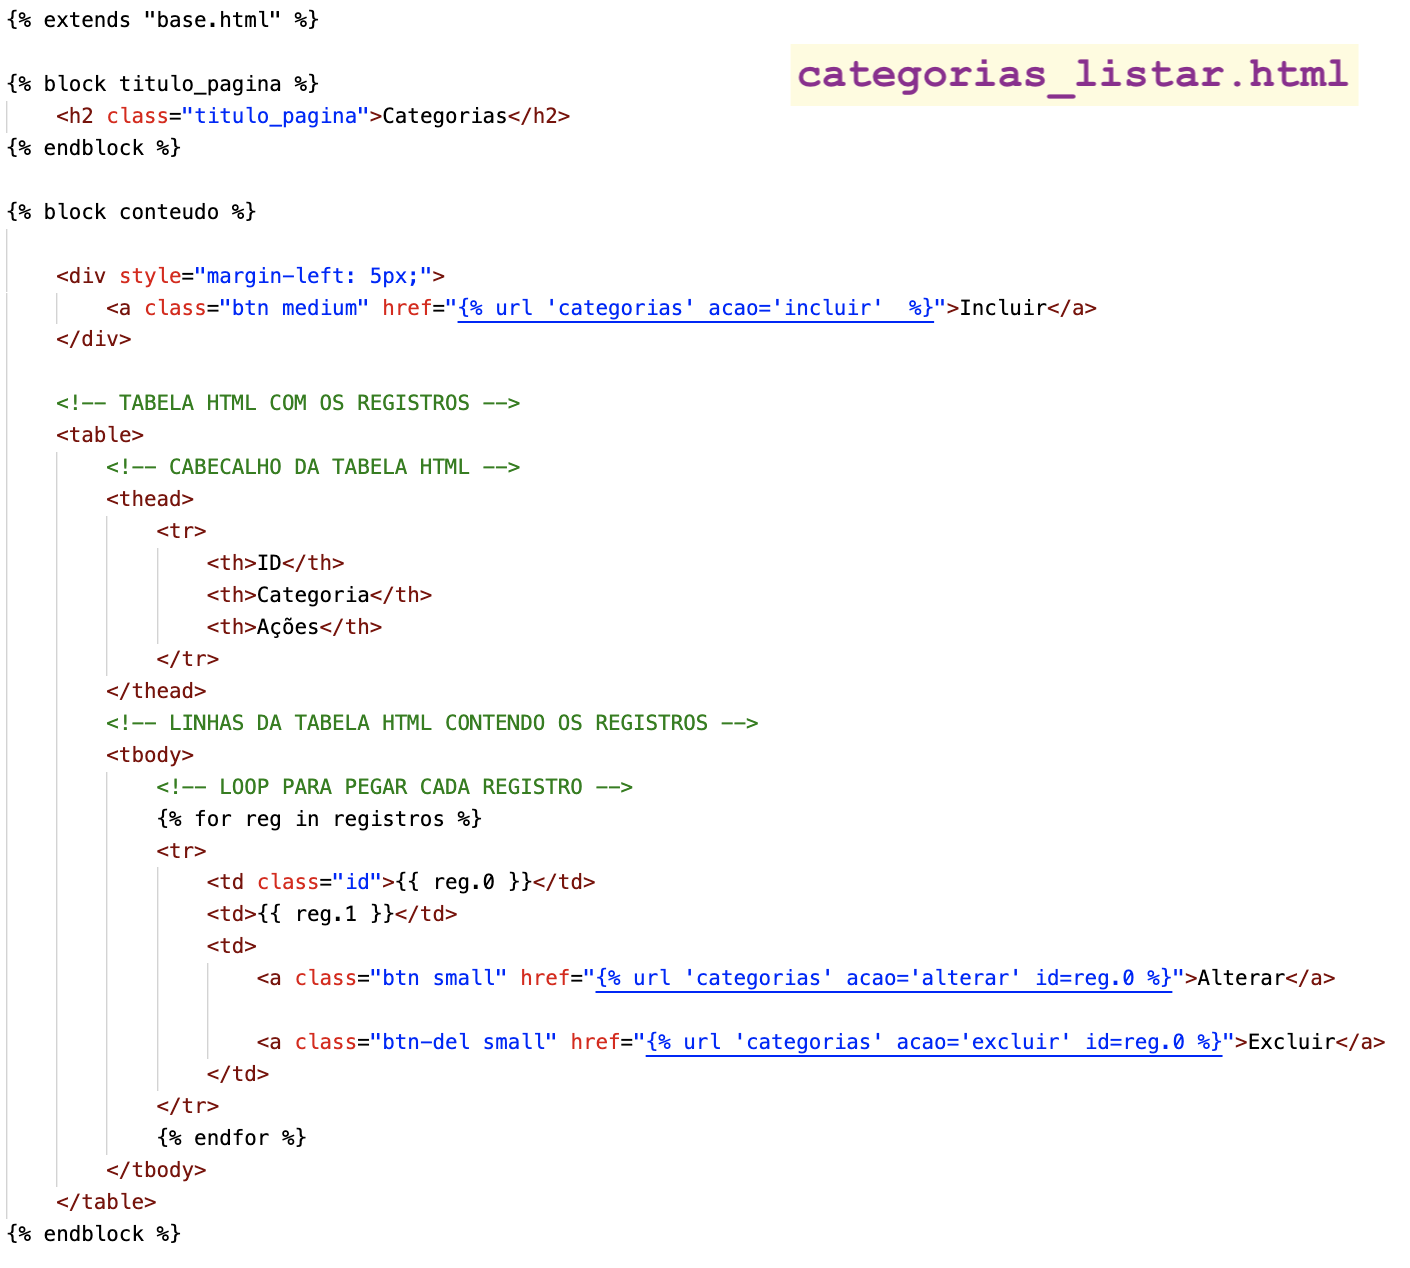 {% extends "base.html" %}
categorias_listar.html
{% block titulo_pagina %}
    <h2 class="titulo_pagina">Categorias</h2>
{% endblock %}
{% block conteudo %}
    <div style="margin-left: 5px;">
        <a class="btn medium" href="{% url 'categorias' acao='incluir'  %}">Incluir</a>
    </div>
    <!-- TABELA HTML COM OS REGISTROS -->
    <table>
        <!-- CABECALHO DA TABELA HTML -->
        <thead>
            <tr>
                <th>ID</th>
                <th>Categoria</th>
                <th>Ações</th>
            </tr>
        </thead>
        <!-- LINHAS DA TABELA HTML CONTENDO OS REGISTROS -->
        <tbody>
            <!-- LOOP PARA PEGAR CADA REGISTRO -->
            {% for reg in registros %}
            <tr>
                <td class="id">{{ reg.0 }}</td>
                <td>{{ reg.1 }}</td>
                <td>
                    <a class="btn small" href="{% url 'categorias' acao='alterar' id=reg.0 %}">Alterar</a>
                    <a class="btn-del small" href="{% url 'categorias' acao='excluir' id=reg.0 %}">Excluir</a>
                </td>
            </tr>
            {% endfor %}
        </tbody>
    </table>
{% endblock %}